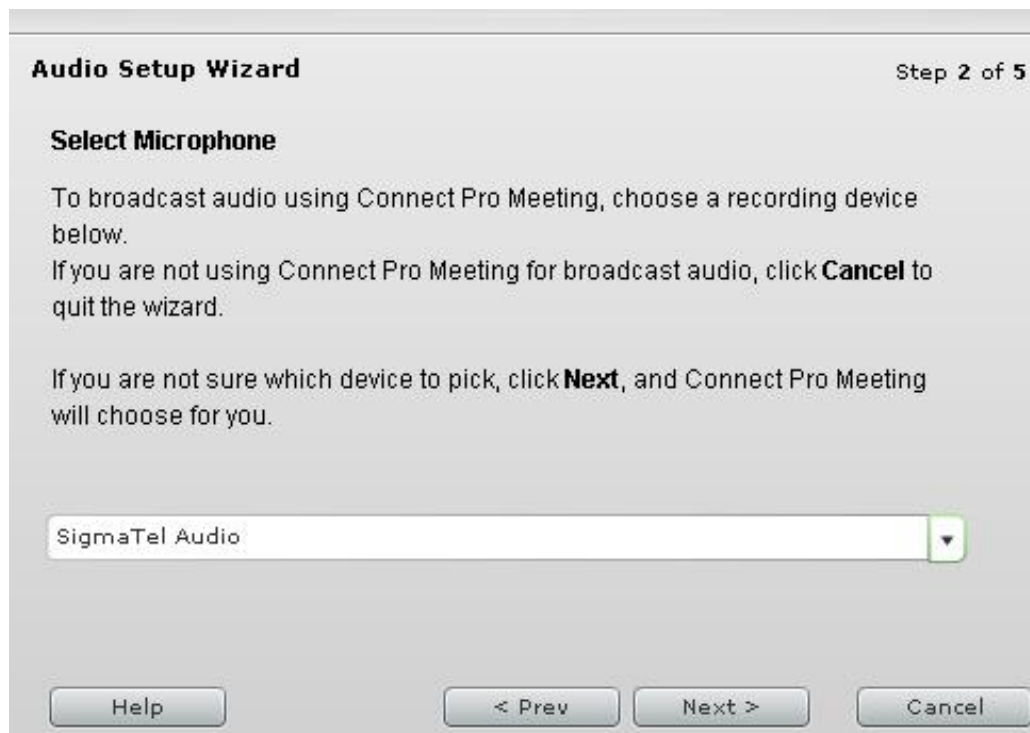 Audio Setup Wizard
Step 2 of 5
Select Microphone
To broadcast audio using Connect Pro Meeting, choose a recording device
below.
If you are not using Connect Pro Meeting for broadcast audio, click Cancel to
quit the wizard.
If you are not sure which device to pick, click Next, and Connect Pro Meeting
will choose for you.
SigmaTel Audio
Help
< Prev
Next >
Cancel